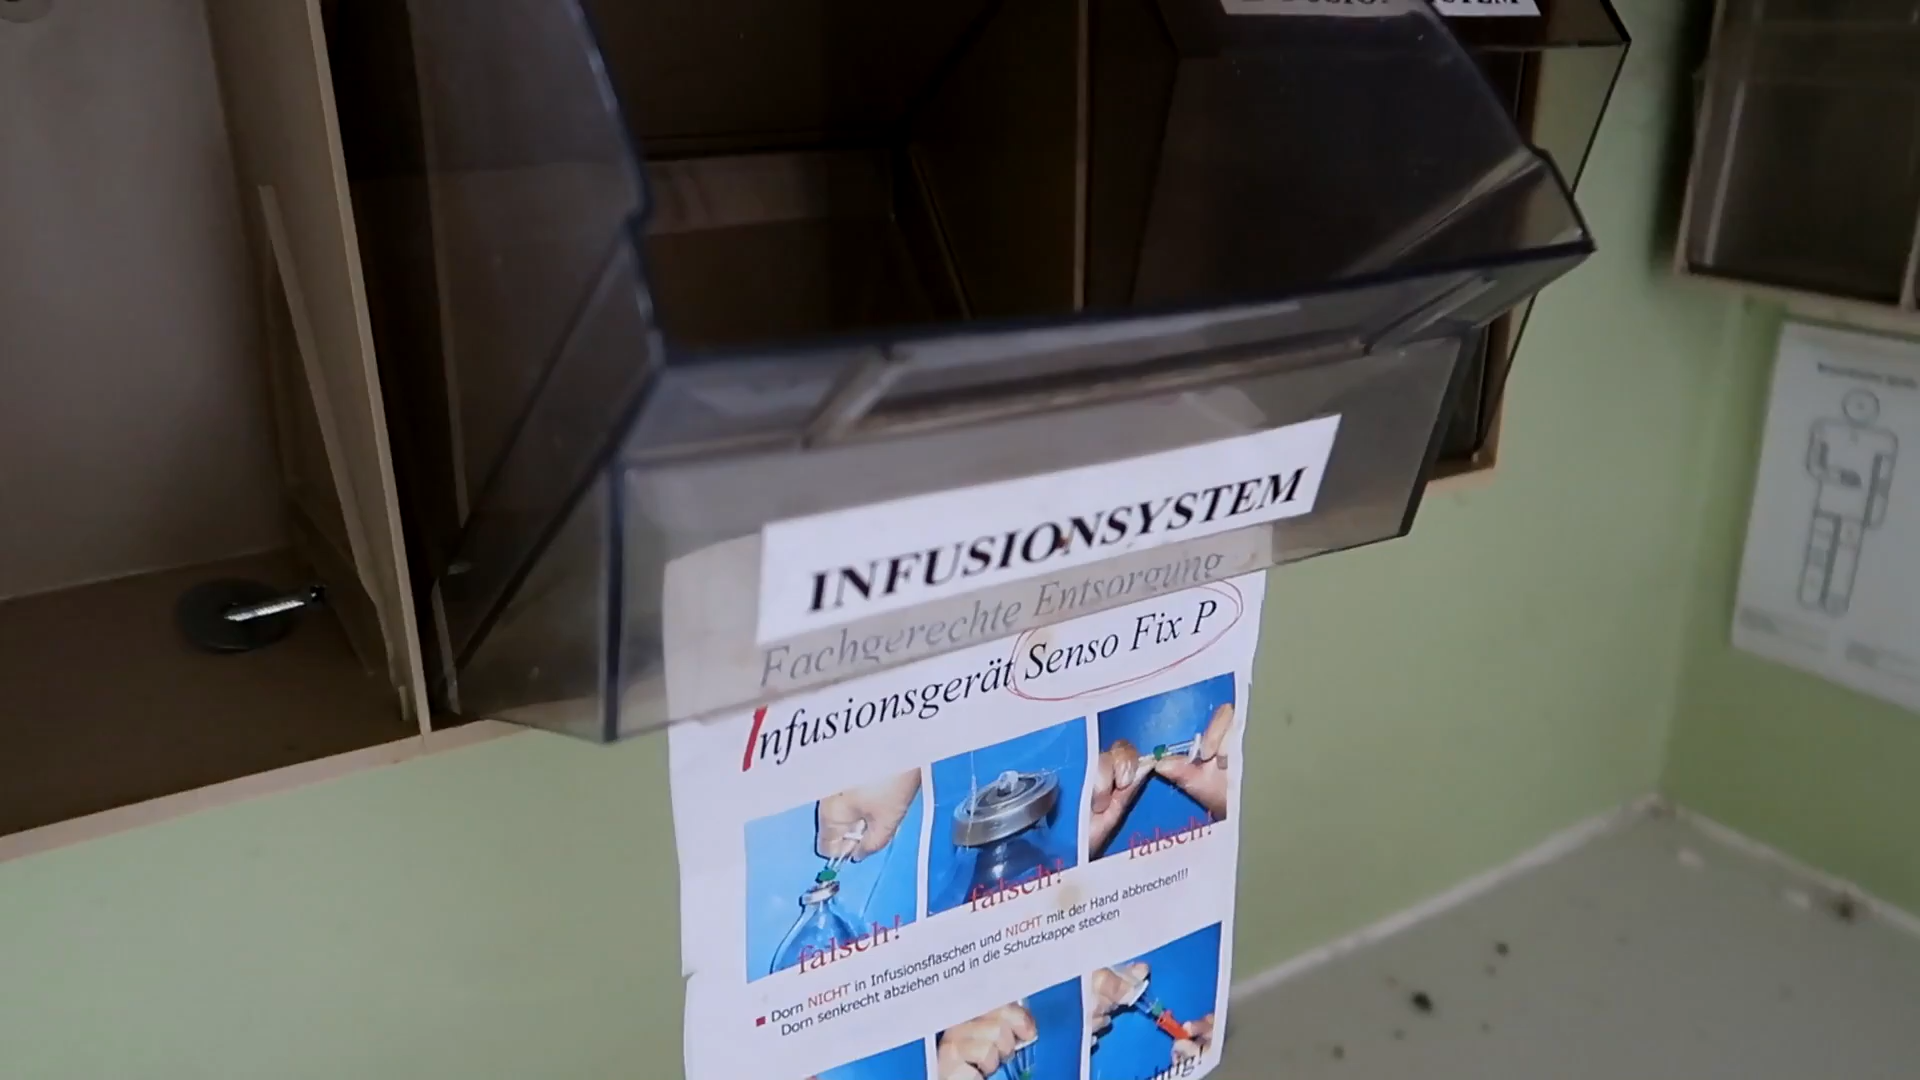 INFUSIONSYSTEM
Fachgerechte Entsorgung
Infusionsgerät Senso Fix P
falsch!
falsch!
falsch!
Dorn NICHT in Infusionsflaschen und NICHT mit der Hand abbrechen!!!
Dorn senkrecht abziehen und in die Schutzkappe stecken